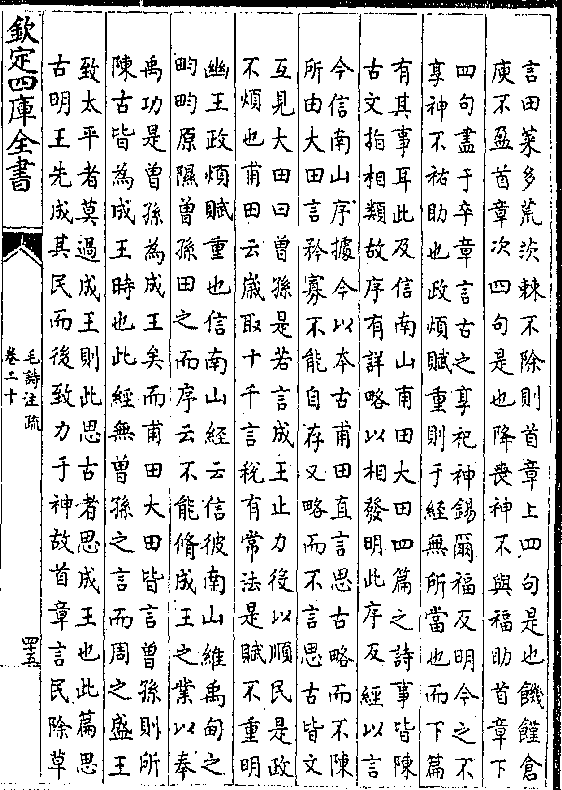 言田萊多荒茨棘不除則首章上四句是也饑饉倉
庾不盈首章次四句是也降喪神不與福助首章下
四句盡于卒章言古之享祀神錫爾福反明今之不
享神不祐助也政煩賦重則于經無所當也而下篇
有其事耳此及信南山甫田大田四篇之詩事皆陳
古文指相類故序有詳略以相發明此序反經以言
今信南山序據今以本古甫田直言思古略而不陳
所由大田言矜寡不能自存又略而不言思古皆文
互見大田曰曾孫是若言成王止力役以順民是政
不煩也甫田云歲取十千言稅有常法是賦不重明
幽王政煩賦重也信南山經云信彼南山維禹甸之
畇畇原隰曾孫田之而序云不能脩成王之業以奉
禹功是曾孫為成王矣而甫田大田皆言曾孫則所
陳古皆為成王時也此經無曾孫之言而周之盛王
致太平者莫過成王則此思古者思成王也此篇思
古明王先成其民而後致力于神故首章言民除草
欽定四庫全書
毛詩注疏
卷二十
四五